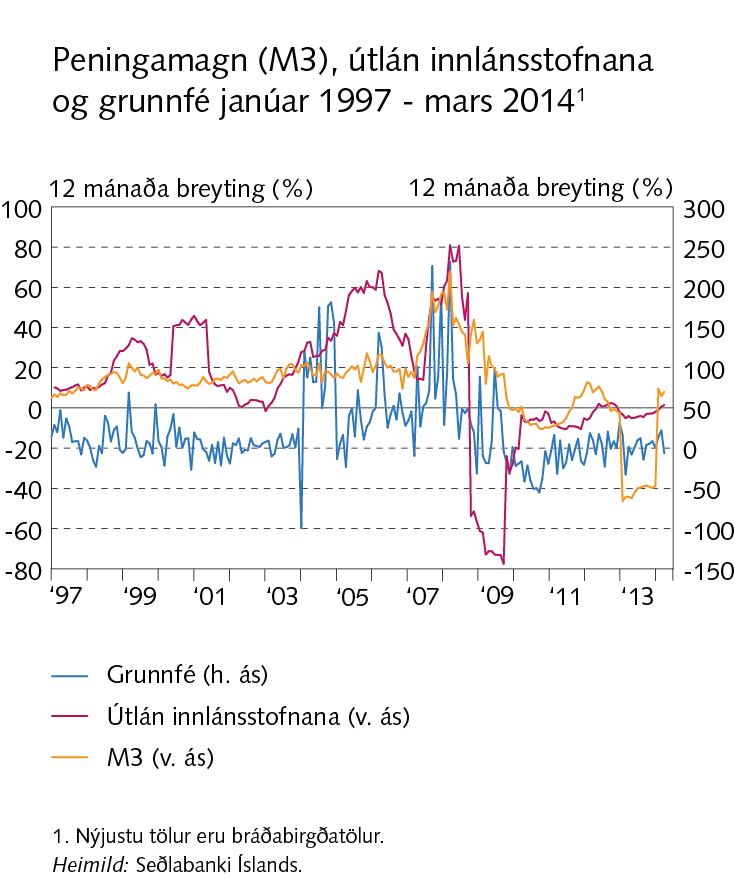 Peningamagn (M3), útlán innlánsstofnana
og grunnfé janúar 1997 - mars 2014¹
12 mánaða breyting (%) 12 mánaða breyting (%)
100 300
80 250
60 200
40 150
20 100
0 50
-20 0
-40 -50
-60 -100
-80 -150
‘97 ‘99 ‘01 ‘03 ‘05 ‘07 ‘09 ‘11 ‘13
Grunnfé (h. ás)
Útlán innlánsstofnana (v. ás)
M3 (v. ás)
1. Nýjustu tölur eru bráðabirgðatölur.
Heimild: Seðlabanki Íslands.